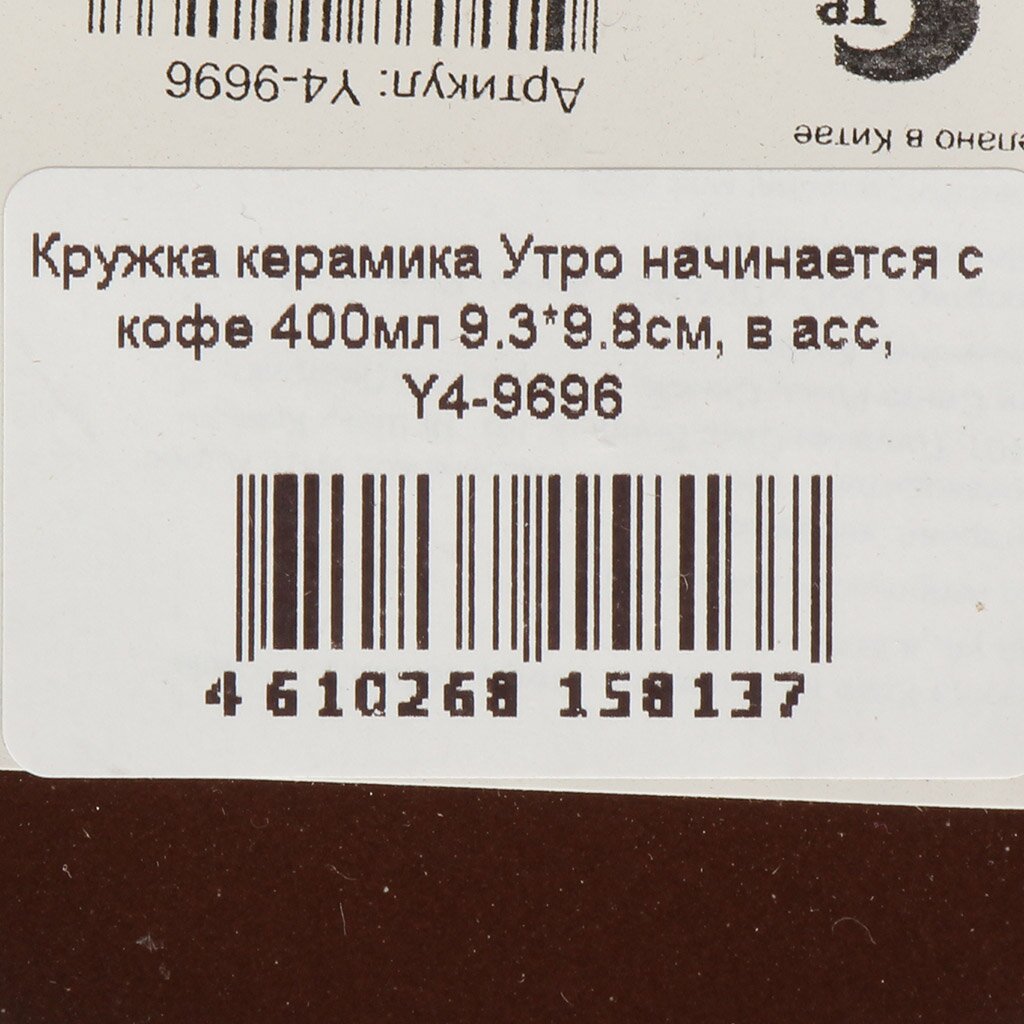 Артикул: Y4-9696
тр
елано в Китае
Кружка керамика Утро начинается с
кофе 400мл 9.3*9.8см, в асс,
Y4-9696
4 610268 158137